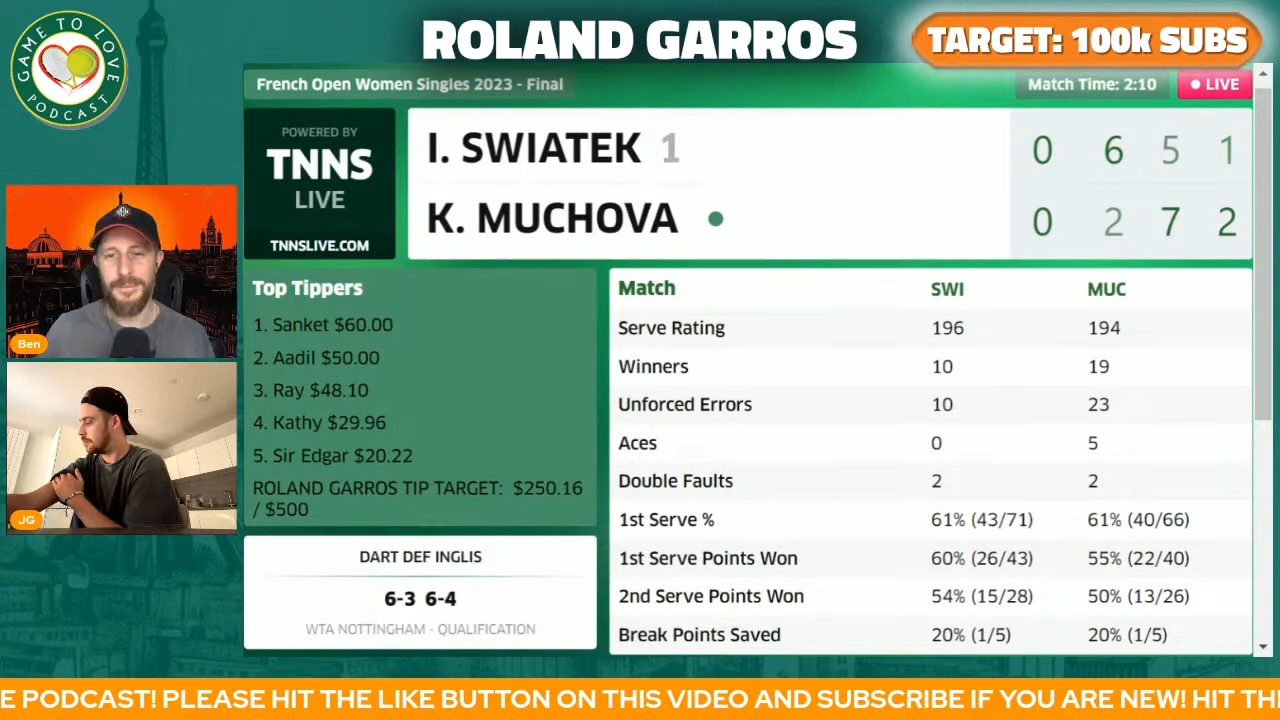 GAME TO LOVE
PODCAST
ROLAND GARROS
TARGET: 100k SUBS
French Open Women Singles 2023 - Final
Match Time: 2:10
LIVE
POWERED BY
TNNS
LIVE
TNNSLIVE.COM
I. SWIATEK 1 0 6 5 1
K. MUCHOVA 0 2 7 2
Ben
JG
Top Tippers
1. Sanket $60.00
2. Aadil $50.00
3. Ray $48.10
4. Kathy $29.96
5. Sir Edgar $20.22
ROLAND GARROS TIP TARGET: $250.16
/ $500
DART DEF INGLIS
6-3 6-4
WTA NOTTINGHAM - QUALIFICATION
Match SWI MUC
Serve Rating 196 194
Winners 10 19
Unforced Errors 10 23
Aces 0 5
Double Faults 2 2
1st Serve % 61% (43/71) 61% (40/66)
1st Serve Points Won 60% (26/43) 55% (22/40)
2nd Serve Points Won 54% (15/28) 50% (13/26)
Break Points Saved 20% (1/5) 20% (1/5)
E PODCAST! PLEASE HIT THE LIKE BUTTON ON THIS VIDEO AND SUBSCRIBE IF YOU ARE NEW! HIT TH